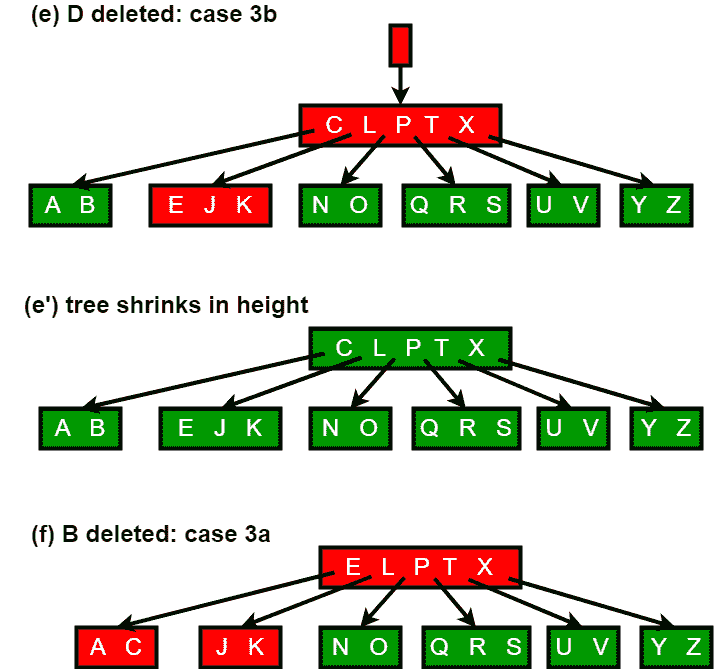 (e) D deleted: case 3b
C L P T X
A B E J K N O Q R S U V Y Z
(e') tree shrinks in height
C L P T X
A B E J K N O Q R S U V Y Z
(f) B deleted: case 3a
E L P T X
A C J K N O Q R S U V Y Z